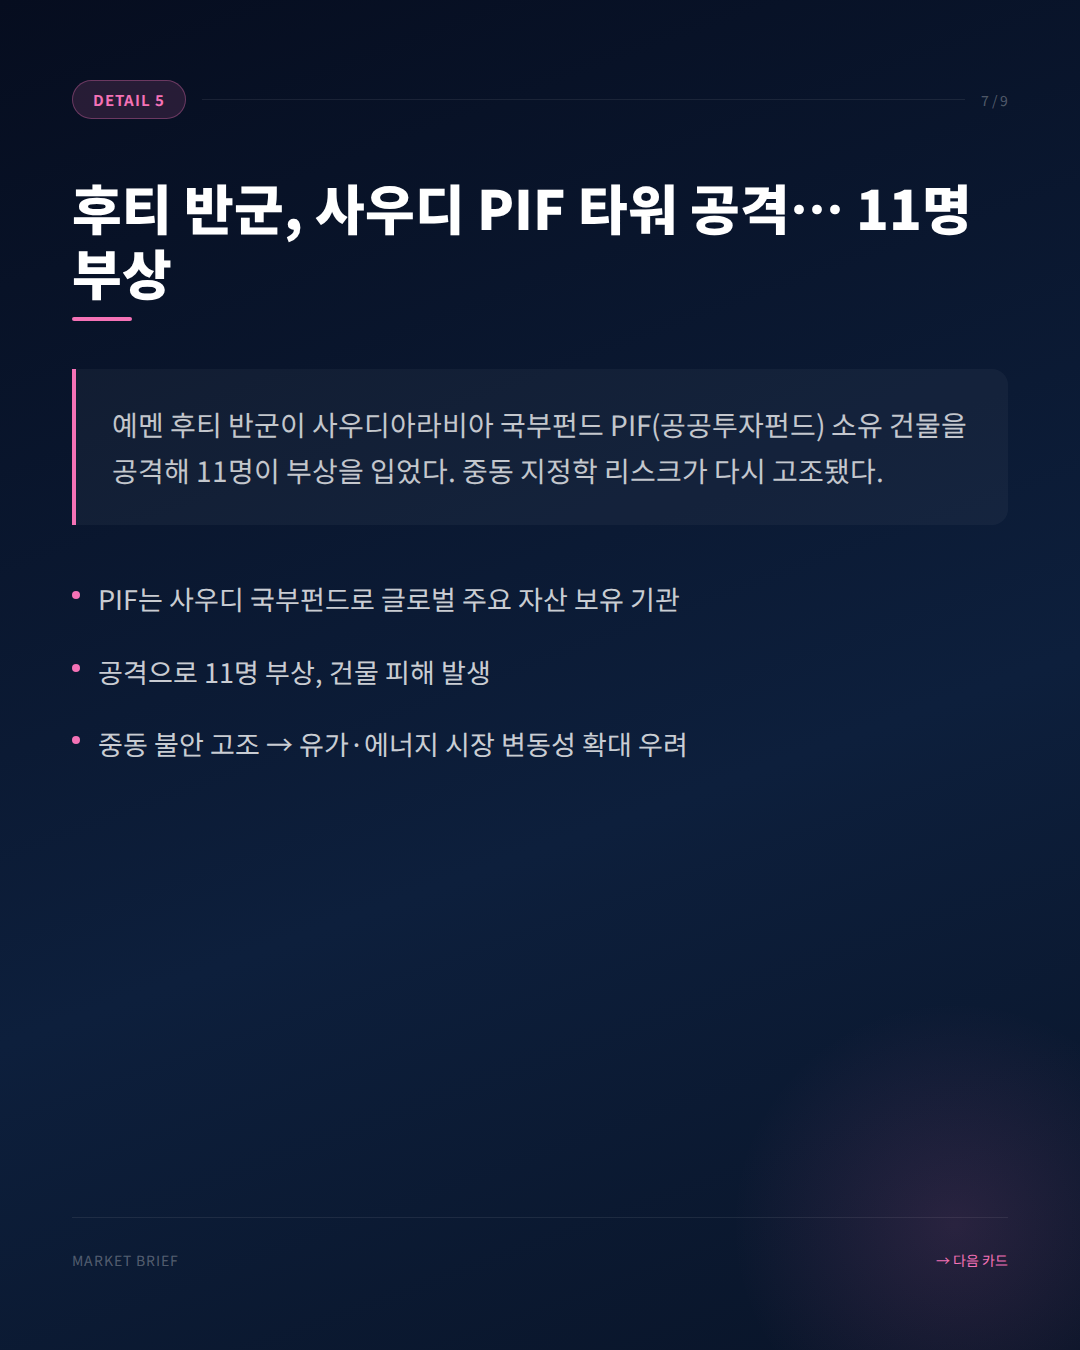 DETAIL 5
7 / 9
후티 반군, 사우디 PIF 타워 공격… 11명
부상
예멘 후티 반군이 사우디아라비아 국부펀드 PIF(공공투자펀드) 소유 건물을
공격해 11명이 부상을 입었다. 중동 지정학 리스크가 다시 고조됐다.
• PIF는 사우디 국부펀드로 글로벌 주요 자산 보유 기관
• 공격으로 11명 부상, 건물 피해 발생
• 중동 불안 고조 → 유가·에너지 시장 변동성 확대 우려
MARKET BRIEF
→ 다음 카드